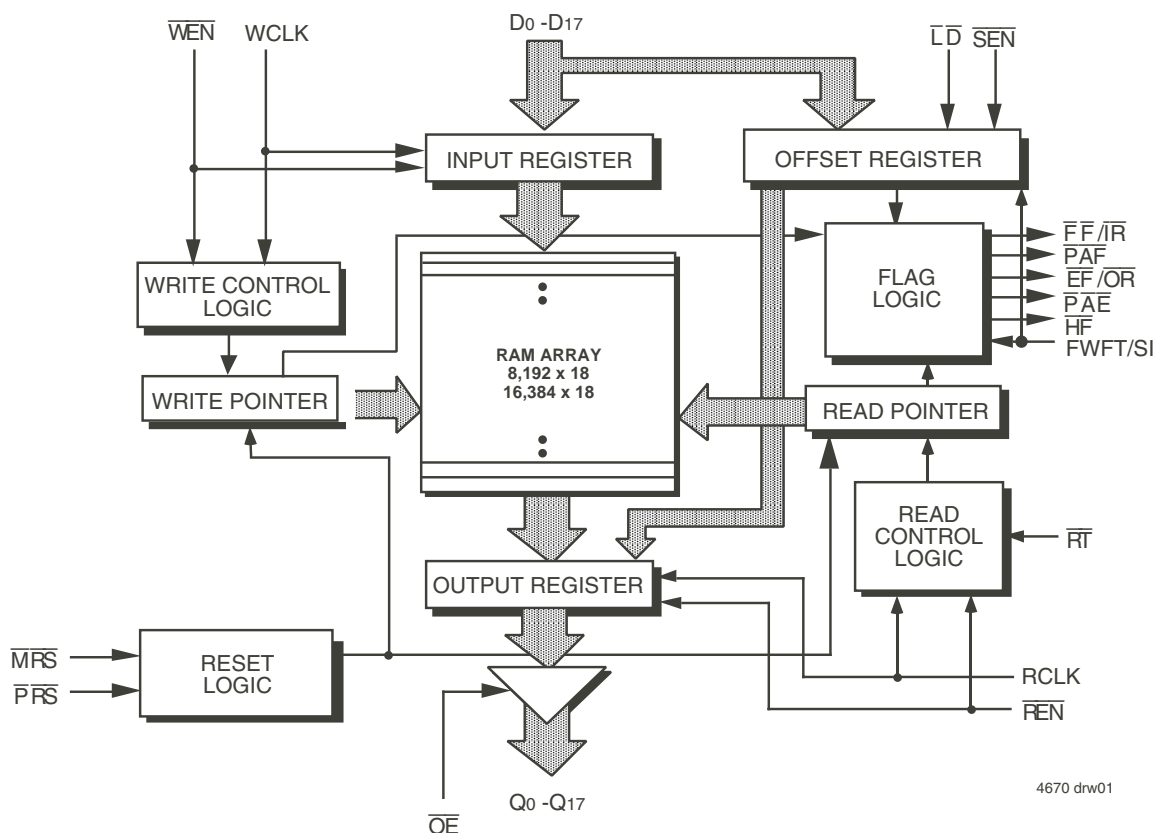 WEN WCLK
D0 -D17
LD SEN
INPUT REGISTER
OFFSET REGISTER
WRITE CONTROL
LOGIC
FLAG
LOGIC
FF/IR
PAF
EF/OR
PAE
HF
FWFT/SI
RAM ARRAY
8,192 x 18
16,384 x 18
WRITE POINTER
READ POINTER
READ
CONTROL
LOGIC
RT
OUTPUT REGISTER
MRS
PRS
RESET
LOGIC
RCLK
REN
OE
Q0 -Q17
4670 drw01